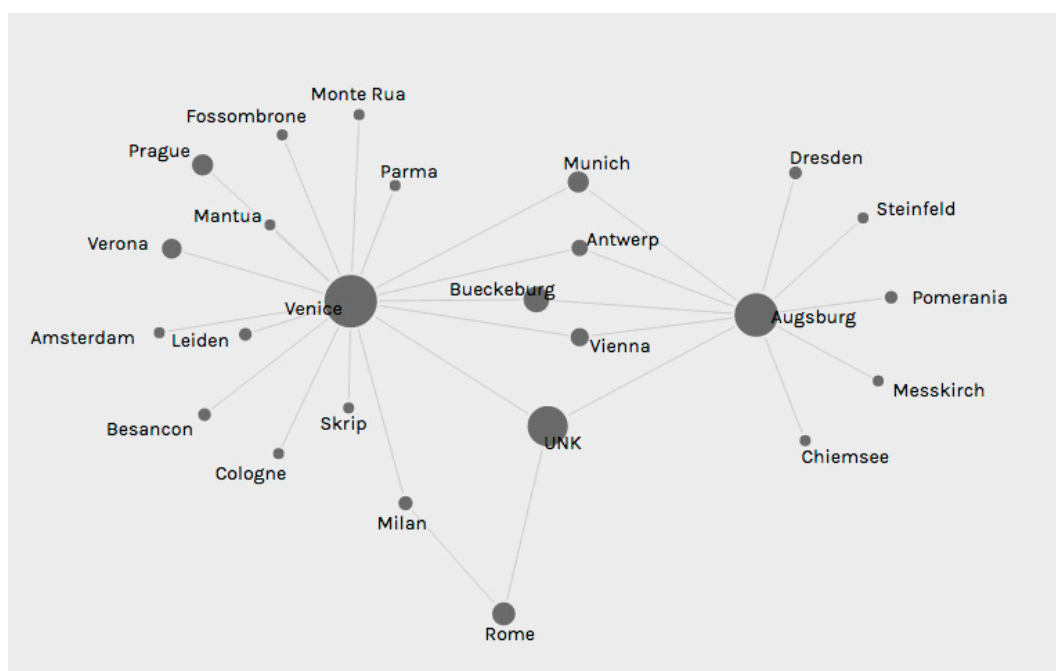 Monte Rua
Fossombrone
Prague
Parma
Munich
Dresden
Mantua
Steinfeld
Verona
Antwerp
Bueckeburg
Pomerania
Venice
Augsburg
Amsterdam
Leiden
Vienna
Messkirch
Besancon
Skrip
UNK
Chiemsee
Cologne
Milan
Rome